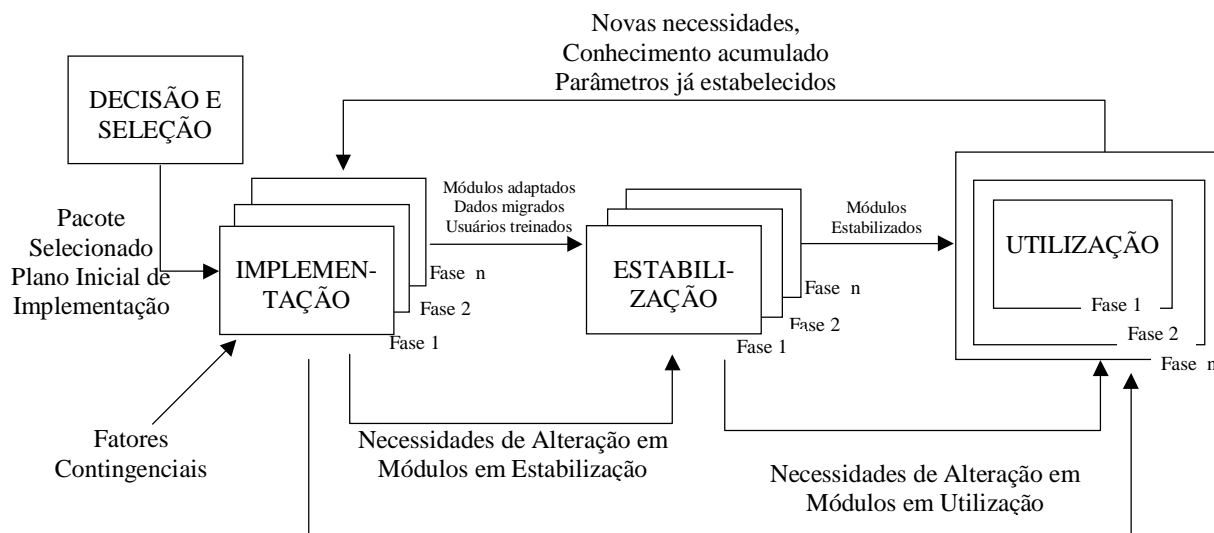 Novas necessidades,
Conhecimento acumulado
Parâmetros já estabelecidos
DECISÃO E
SELEÇÃO
Pacote
Selecionado
Plano Inicial de
Implementação
IMPLEMEN-
TAÇÃO
Fase n
Fase 2
Fase 1
Módulos adaptados
Dados migrados
Usuários treinados
ESTABILI-
ZAÇÃO
Fase n
Fase 2
Fase 1
Módulos
Estabilizados
UTILIZAÇÃO
Fase 1
Fase 2
Fase n
Fatores
Contingenciais
Necessidades de Alteração em
Módulos em Estabilização
Necessidades de Alteração em
Módulos em Utilização